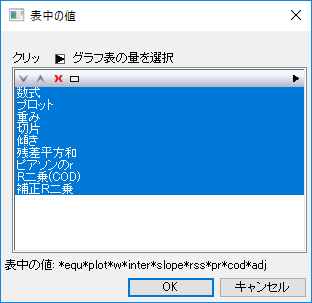 表中の値
クリッ グラフ表の量を選択
数式
プロット
重み
切片
傾き
残差平方和
ピアソンのr
R二乗(COD)
補正R二乗
表中の値: *equ*plot*w*inter*slope*rss*pr*cod*adj
OK キャンセル